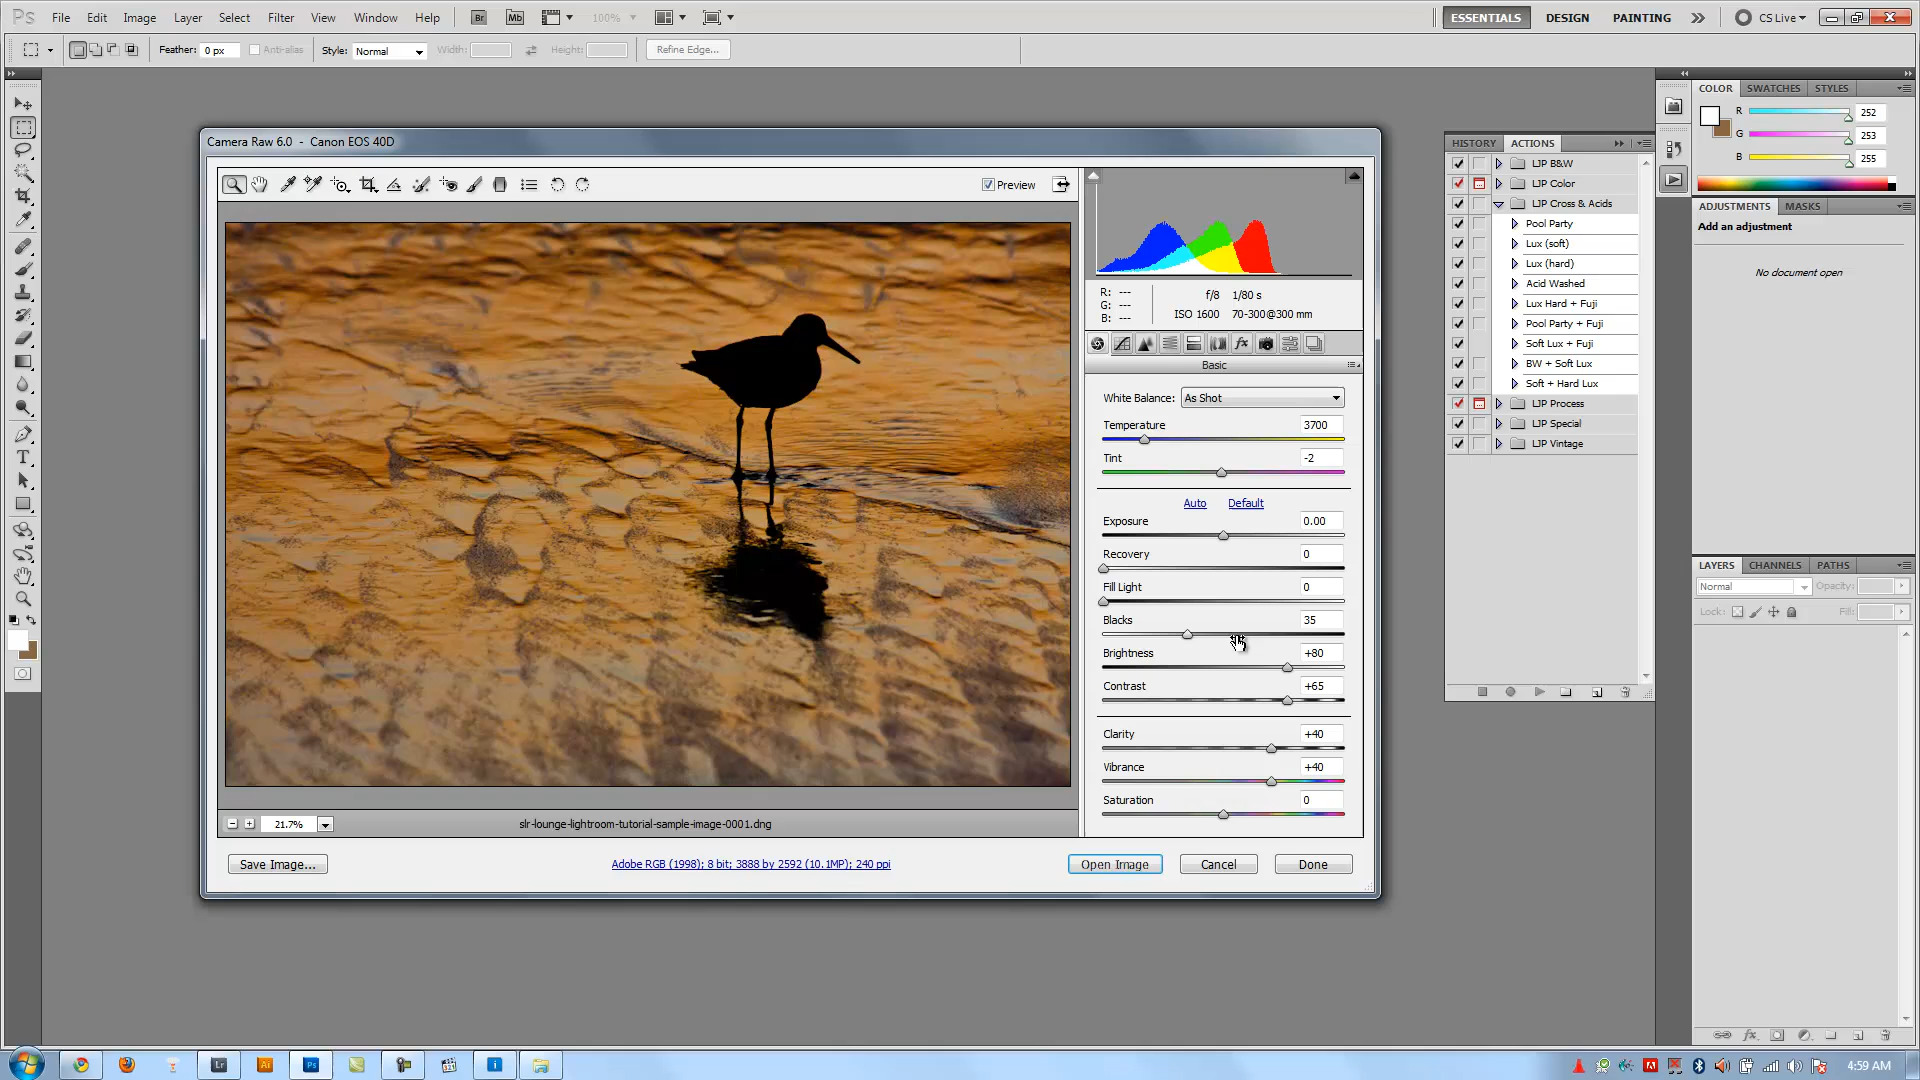 Ps File Edit Image Layer Select Filter View Window Help Br Mb 100% ESSENTIALS DESIGN PAINTING CS Live
Feather: 0 px Anti-alias Style: Normal Width: Height: Refine Edge...
Camera Raw 6.0 - Canon EOS 40D
Preview
R: --- f/8 1/80 s
G: ---
B: --- ISO 1600 70-300@300 mm
Basic
White Balance: As Shot
Temperature 3700
Tint -2
Auto Default
Exposure 0.00
Recovery 0
Fill Light 0
Blacks 35
Brightness +80
Contrast +65
Clarity +40
Vibrance +40
Saturation 0
21.7% slr-lounge-lightroom-tutorial-sample-image-0001.dng
Save Image... Adobe RGB (1998); 8 bit; 3888 by 2592 (10.1MP); 240 ppi Open Image Cancel Done
HISTORY ACTIONS
LJP B&W
LJP Color
LJP Cross & Acids
Pool Party
Lux (soft)
Lux (hard)
Acid Washed
Lux Hard + Fuji
Pool Party + Fuji
Soft Lux + Fuji
BW + Soft Lux
Soft + Hard Lux
LJP Process
LJP Special
LJP Vintage
COLOR SWATCHES STYLES
R 252
G 253
B 255
ADJUSTMENTS MASKS
Add an adjustment
No document open
LAYERS CHANNELS PATHS
Normal Opacity:
Lock: Fill:
Lr Ai Ps
4:59 AM